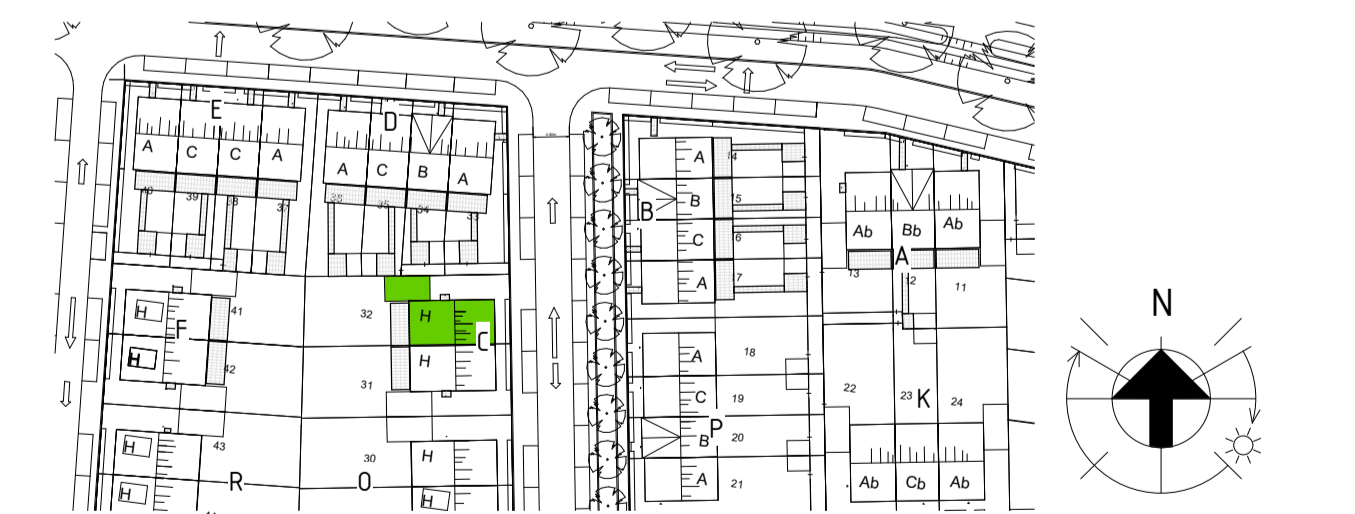 E
D
A C C A
A C B A
40 39 38 37
35 35 34 33
A 14
B B 15
C 16
A 17
Ab Bb Ab
A
13 12 11
N
H 41
F
H 42
32 H
C
31 H
A 18
C 19
P
B 20
A 21
22 23 K 24
H 43
R O
H
30 H
H
Ab Cb Ab